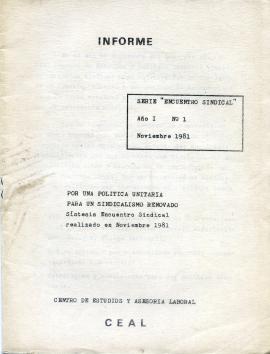 INFORME
SERIE "ENCUENTRO SINDICAL"
Año I Nº 1
Noviembre 1981
POR UNA POLITICA UNITARIA
PARA UN SINDICALISMO RENOVADO
Síntesis Encuentro Sindical
realizado en Noviembre 1981
CENTRO DE ESTUDIOS Y ASESORIA LABORAL
CEAL